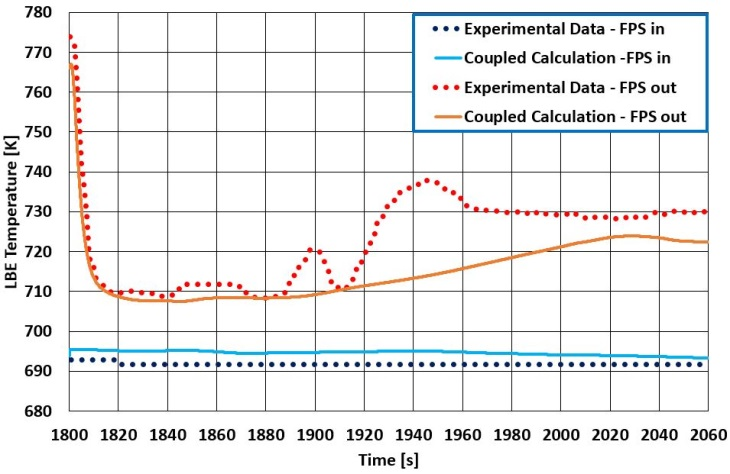 780
770
760
750
740
730
720
710
700
690
680
LBE Temperature [K]
Experimental Data - FPS in
Coupled Calculation -FPS in
Experimental Data - FPS out
Coupled Calculation - FPS out
1800 1820 1840 1860 1880 1900 1920 1940 1960 1980 2000 2020 2040 2060
Time [s]